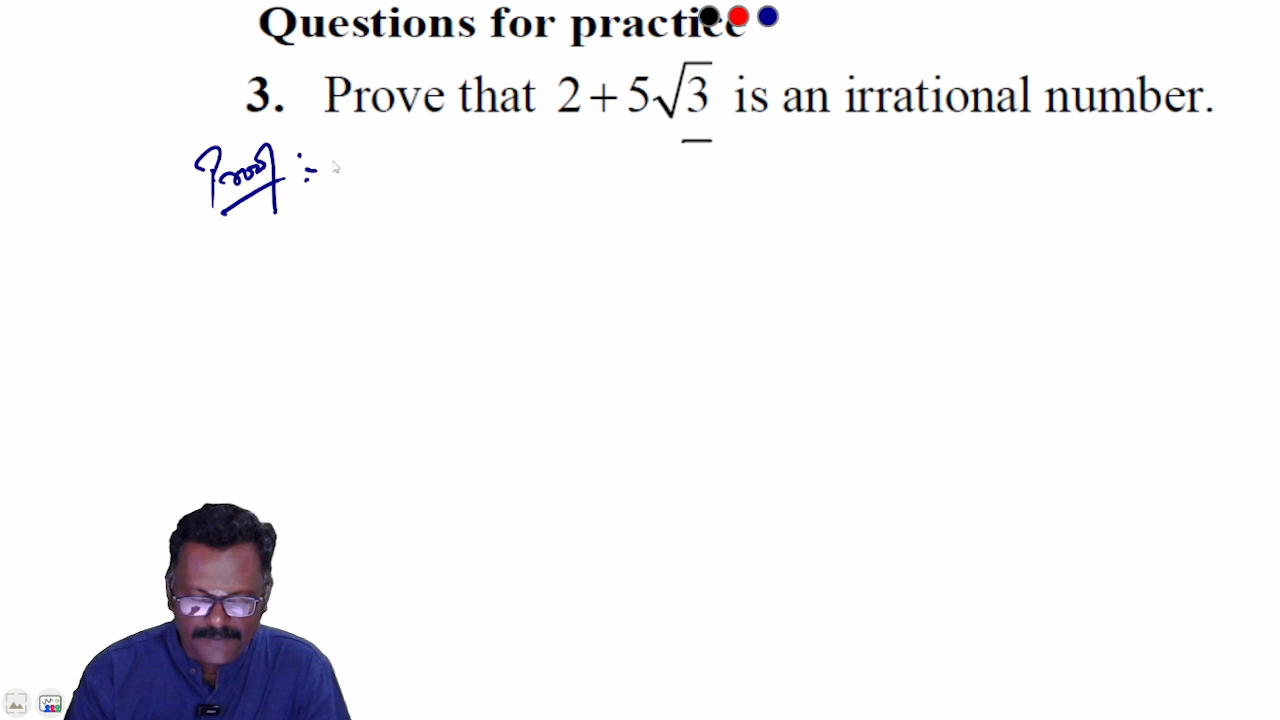 Questions for practice
3. Prove that 2 + 5√3 is an irrational number.
Proof :-